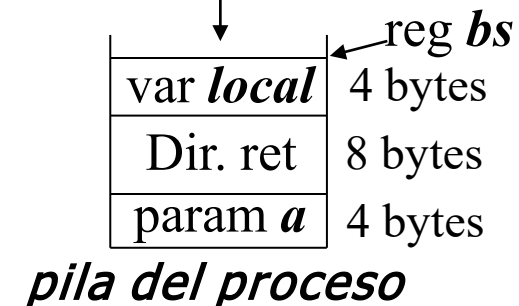 reg bs
var local 4 bytes
Dir. ret 8 bytes
param a 4 bytes
pila del proceso